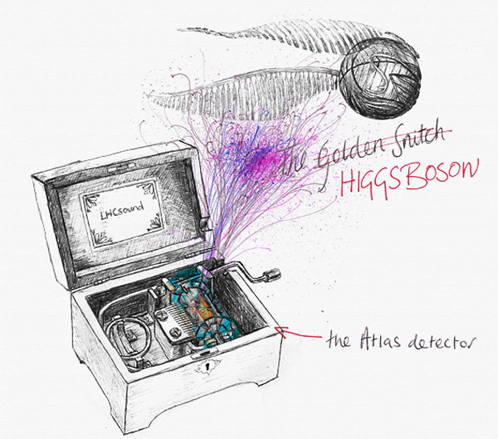 The Golden Snitch
HIGGSBOSON
LHCsound
the Atlas detector